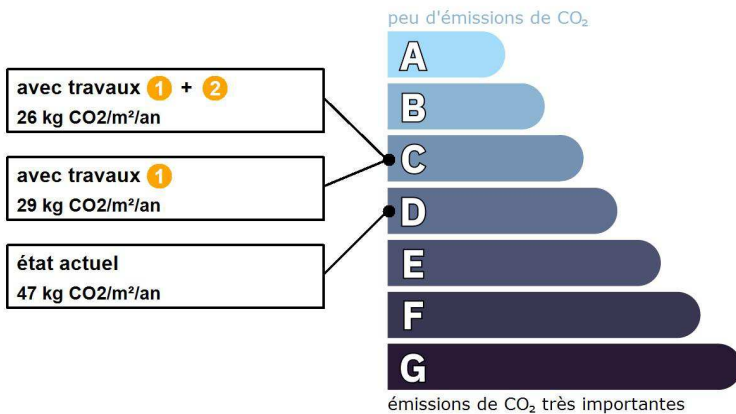 peu d'émissions de CO₂
A
avec travaux 1 + 2
26 kg CO2/m²/an
B
C
avec travaux 1
29 kg CO2/m²/an
D
état actuel
47 kg CO2/m²/an
E
F
G
émissions de CO₂ très importantes